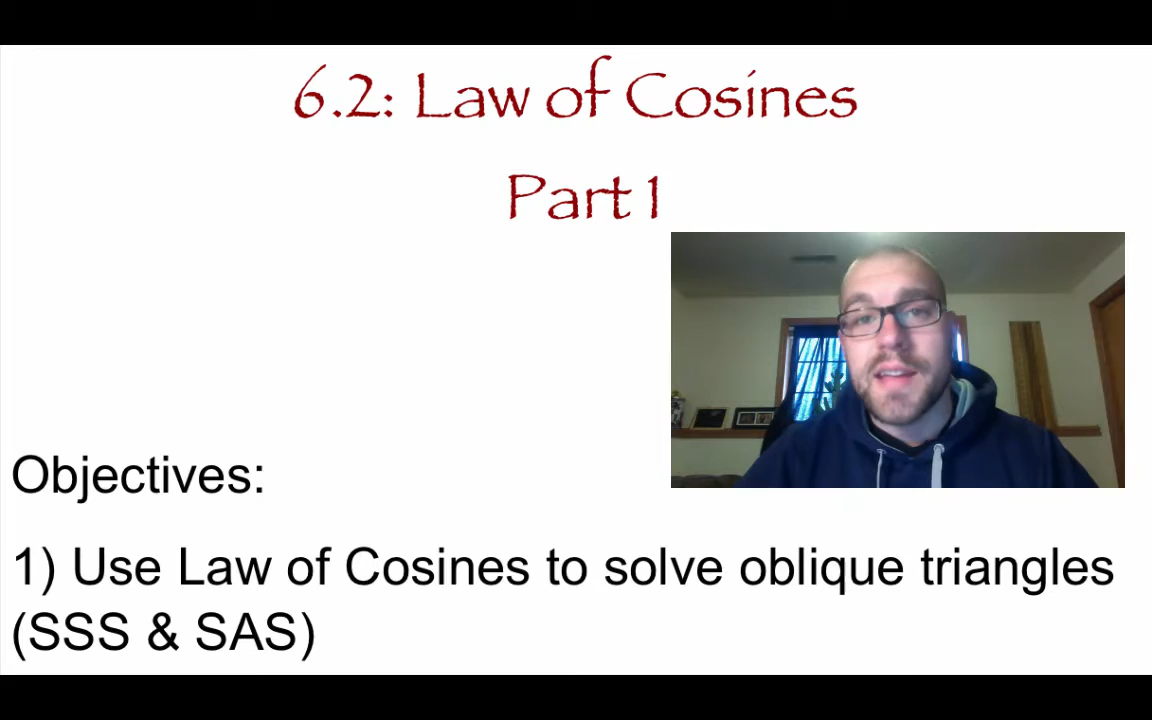 6.2: Law of Cosines
Part 1
Objectives:
1) Use Law of Cosines to solve oblique triangles
(SSS & SAS)